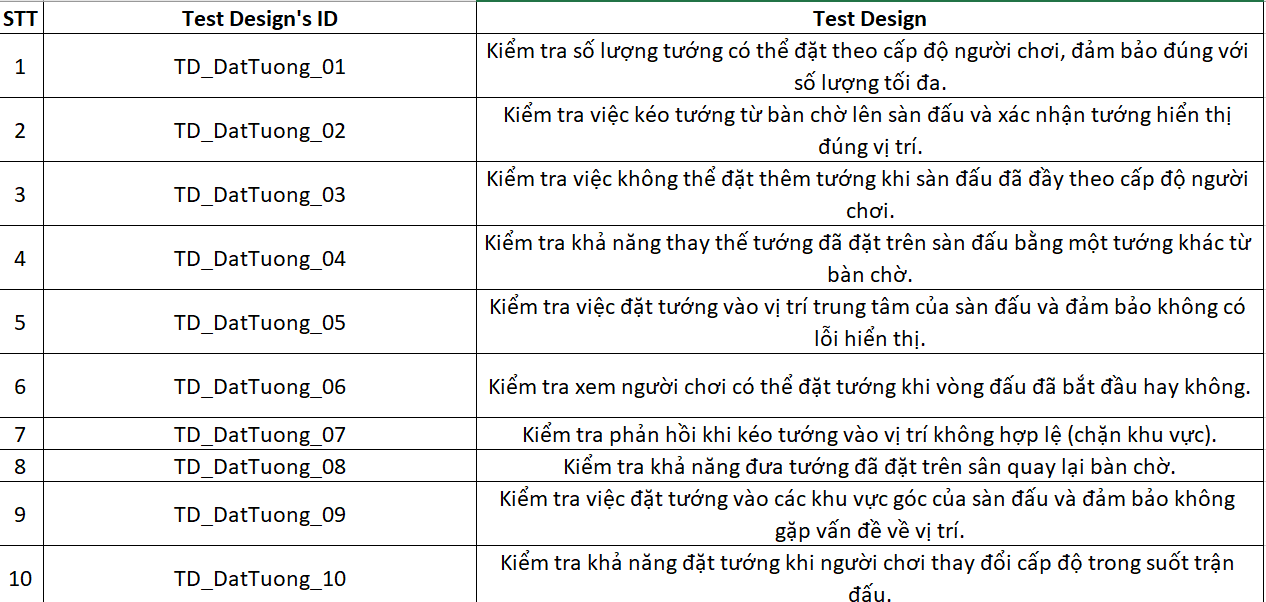 STT Test Design's ID Test Design
1 TD_DatTuong_01 Kiểm tra số lượng tướng có thể đặt theo cấp độ người chơi, đảm bảo đúng với
số lượng tối đa.
2 TD_DatTuong_02 Kiểm tra việc kéo tướng từ bàn chờ lên sàn đấu và xác nhận tướng hiển thị
đúng vị trí.
3 TD_DatTuong_03 Kiểm tra việc không thể đặt thêm tướng khi sàn đấu đã đầy theo cấp độ người
chơi.
4 TD_DatTuong_04 Kiểm tra khả năng thay thế tướng đã đặt trên sàn đấu bằng một tướng khác từ
bàn chờ.
5 TD_DatTuong_05 Kiểm tra việc đặt tướng vào vị trí trung tâm của sàn đấu và đảm bảo không có
lỗi hiển thị.
6 TD_DatTuong_06 Kiểm tra xem người chơi có thể đặt tướng khi vòng đấu đã bắt đầu hay không.
7 TD_DatTuong_07 Kiểm tra phản hồi khi kéo tướng vào vị trí không hợp lệ (chặn khu vực).
8 TD_DatTuong_08 Kiểm tra khả năng đưa tướng đã đặt trên sân quay lại bàn chờ.
9 TD_DatTuong_09 Kiểm tra việc đặt tướng vào các khu vực góc của sàn đấu và đảm bảo không
gặp vấn đề về vị trí.
10 TD_DatTuong_10 Kiểm tra khả năng đặt tướng khi người chơi thay đổi cấp độ trong suốt trận
đấu.